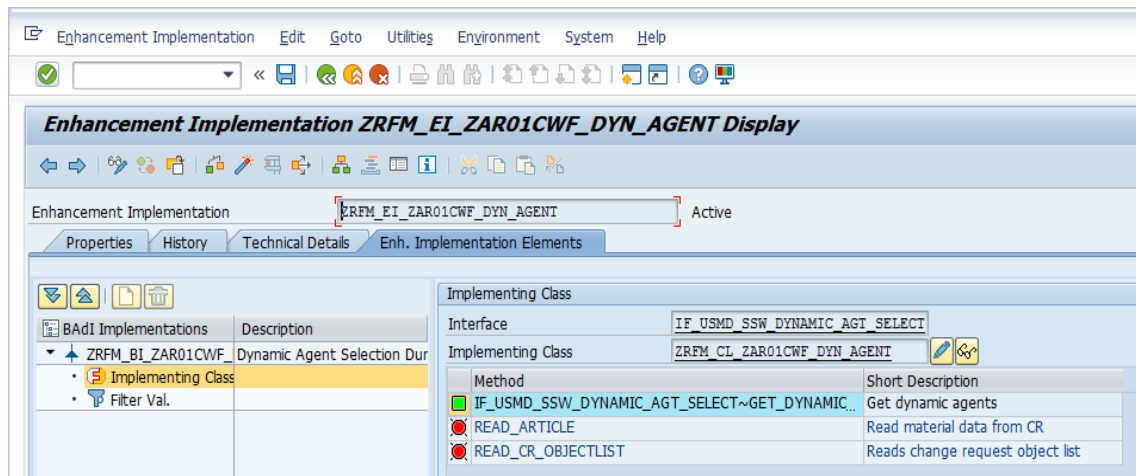 Enhancement Implementation Edit Goto Utilities Environment System Help
Enhancement Implementation ZRFM_EI_ZAR01CWF_DYN_AGENT Display
Enhancement Implementation ZRFM_EI_ZAR01CWF_DYN_AGENT Active
Properties History Technical Details Enh. Implementation Elements
Implementing Class
BAdI Implementations Description
Interface IF_USMD_SSW_DYNAMIC_AGT_SELECT
ZRFM_BI_ZAR01CWF_ Dynamic Agent Selection Dur
Implementing Class ZRFM_CL_ZAR01CWF_DYN_AGENT
Implementing Class
Filter Val.
Method Short Description
IF_USMD_SSW_DYNAMIC_AGT_SELECT~GET_DYNAMIC... Get dynamic agents
READ_ARTICLE Read material data from CR
READ_CR_OBJECTLIST Reads change request object list